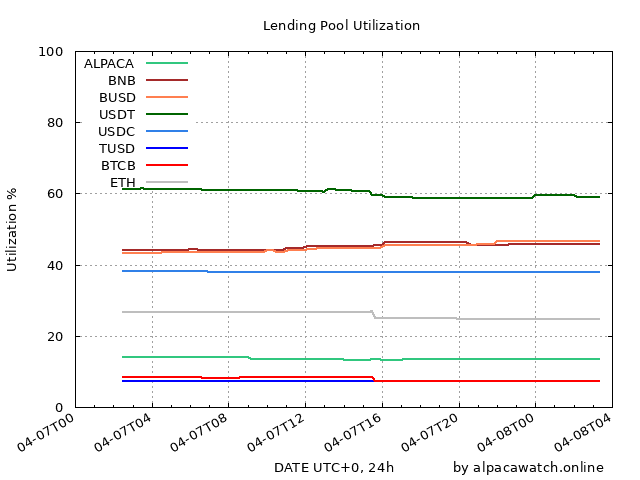 Lending Pool Utilization
100
80
60
40
20
0
Utilization %
ALPACA
BNB
BUSD
USDT
USDC
TUSD
BTCB
ETH
04-07T00
04-07T04
04-07T08
04-07T12
04-07T16
04-07T20
04-08T00
04-08T04
DATE UTC+0, 24h
by alpacawatch.online